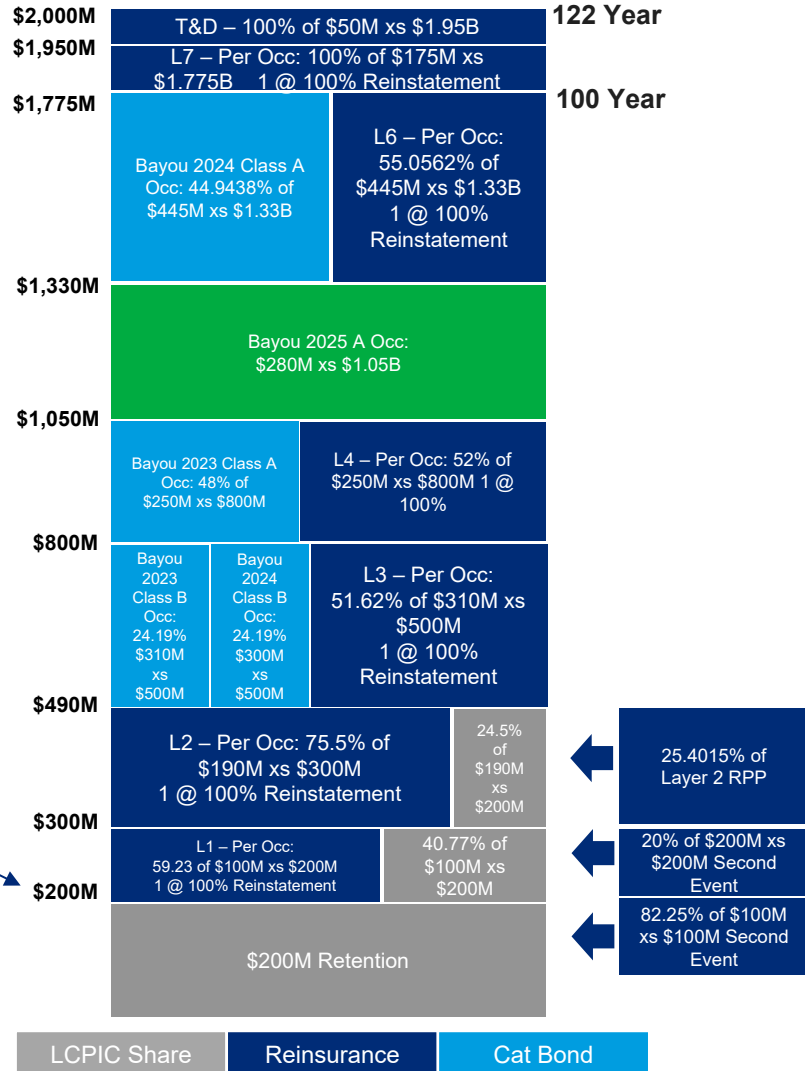 $2,000M
T&D – 100% of $50M xs $1.95B
122 Year
$1,950M
L7 – Per Occ: 100% of $175M xs
$1.775B 1 @ 100% Reinstatement
$1,775M
100 Year
Bayou 2024 Class A
Occ: 44.9438% of
$445M xs $1.33B
L6 – Per Occ:
55.0562% of
$445M xs $1.33B
1 @ 100%
Reinstatement
$1,330M
Bayou 2025 A Occ:
$280M xs $1.05B
$1,050M
Bayou 2023 Class A
Occ: 48% of
$250M xs $800M
L4 – Per Occ: 52% of
$250M xs $800M 1 @
100%
$800M
Bayou
2023
Class B
Occ:
24.19%
$310M
xs
$500M
Bayou
2024
Class B
Occ:
24.19%
$300M
xs
$500M
L3 – Per Occ:
51.62% of $310M xs
$500M
1 @ 100%
Reinstatement
$490M
L2 – Per Occ: 75.5% of
$190M xs $300M
1 @ 100% Reinstatement
24.5%
of
$190M
xs
$200M
25.4015% of
Layer 2 RPP
$300M
L1 – Per Occ:
59.23 of $100M xs $200M
1 @ 100% Reinstatement
40.77% of
$100M xs
$200M
20% of $200M xs
$200M Second
Event
$200M
$200M Retention
82.25% of $100M
xs $100M Second
Event
LCPIC Share
Reinsurance
Cat Bond